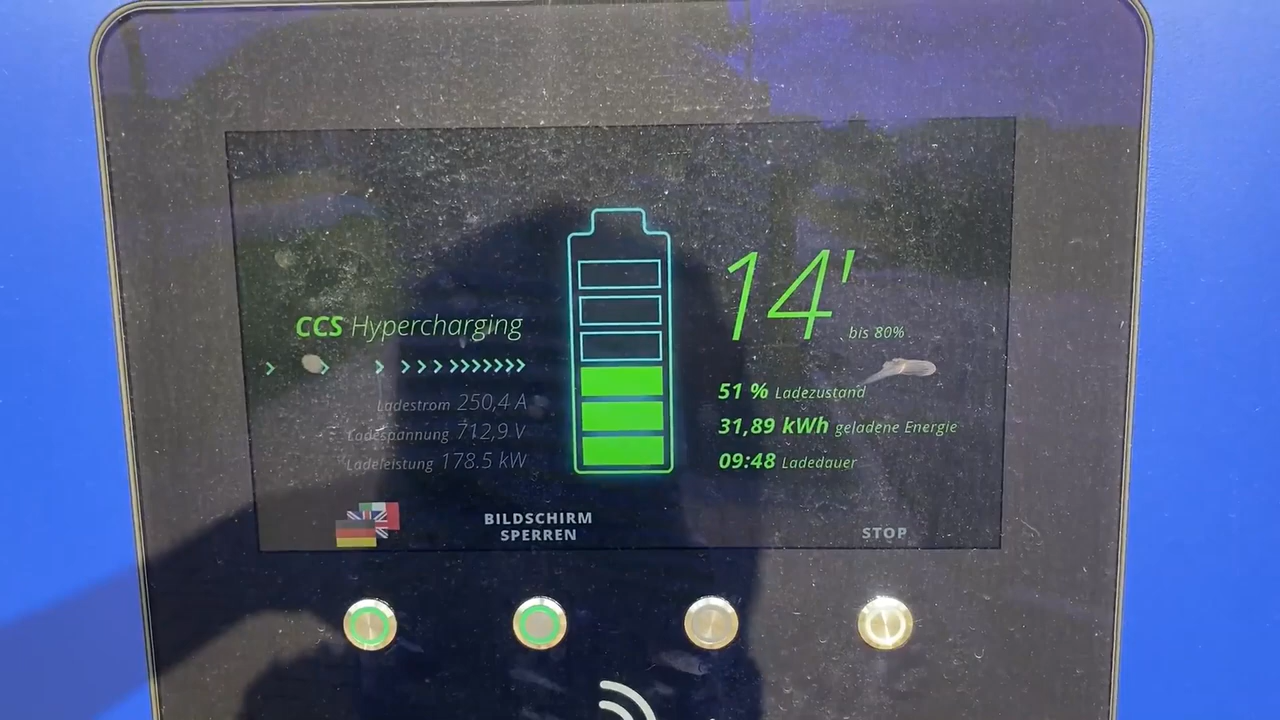 CCS Hypercharging
Ladestrom 250,4 A
Ladespannung 712,9 V
Ladeleistung 178.5 kW
14'
bis 80%
51 % Ladezustand
31,89 kWh geladene Energie
09:48 Ladedauer
BILDSCHIRM
SPERREN
STOP